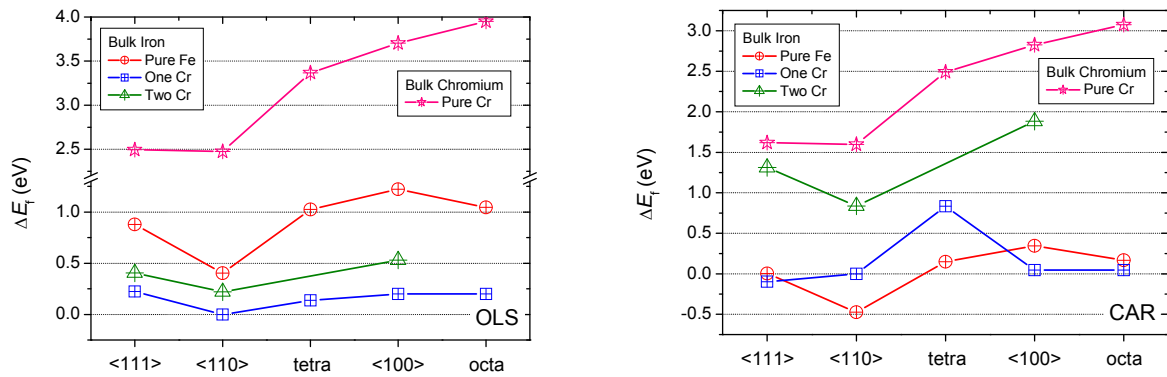 4.0
3.5
3.0
2.5
1.0
0.5
0.0
ΔE_f (eV)
Bulk Iron
Pure Fe
One Cr
Two Cr
Bulk Chromium
Pure Cr
OLS
<111> <110> tetra <100> octa
3.0
2.5
2.0
1.5
1.0
0.5
0.0
-0.5
ΔE_f (eV)
Bulk Iron
Pure Fe
One Cr
Two Cr
Bulk Chromium
Pure Cr
CAR
<111> <110> tetra <100> octa